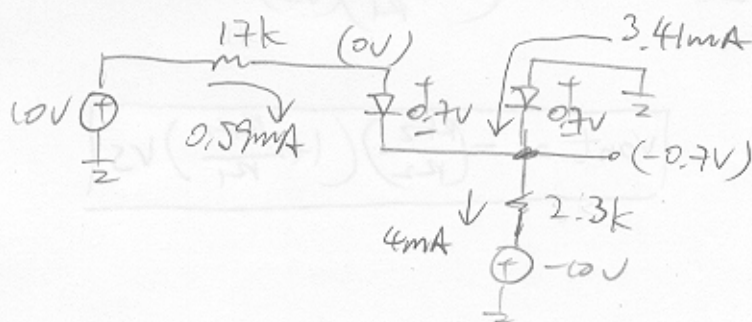 17k
(0V)
3.41mA
10V
+
0.59mA
+
0.7V
-
+
0.7V
(-0.7V)
4mA
2.3k
+
-10V